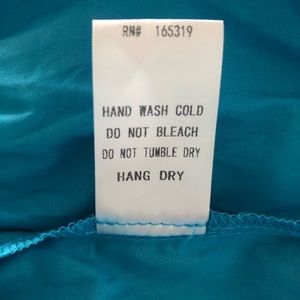 RN# 165319
HAND WASH COLD
DO NOT BLEACH
DO NOT TUMBLE DRY
HANG DRY